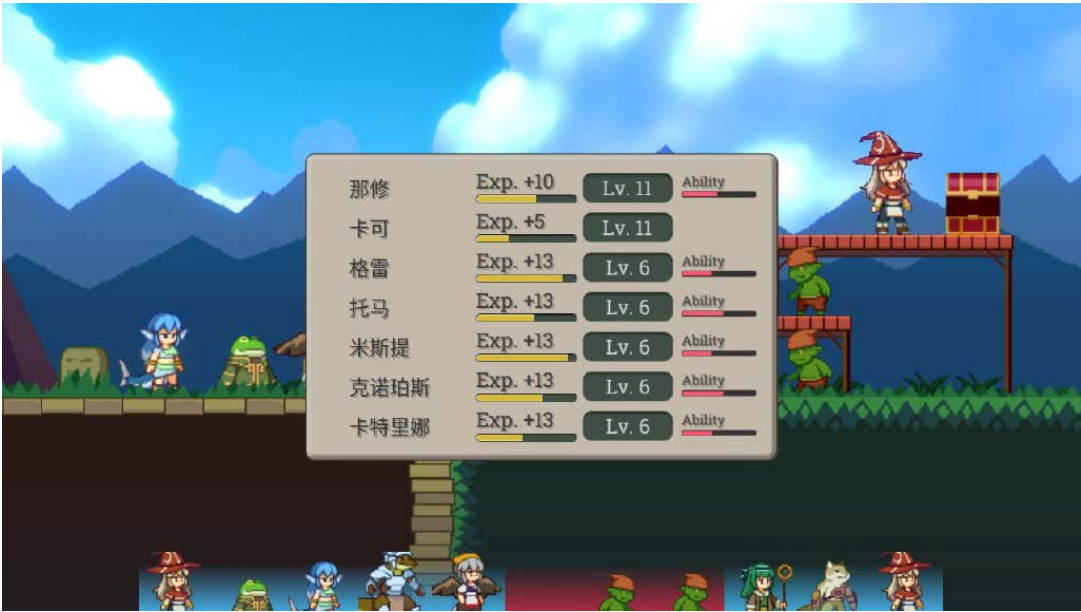 那修 Exp. +10 Lv. 11 Ability
卡可 Exp. +5 Lv. 11
格雷 Exp. +13 Lv. 6 Ability
托马 Exp. +13 Lv. 6 Ability
米斯提 Exp. +13 Lv. 6 Ability
克诺珀斯 Exp. +13 Lv. 6 Ability
卡特里娜 Exp. +13 Lv. 6 Ability